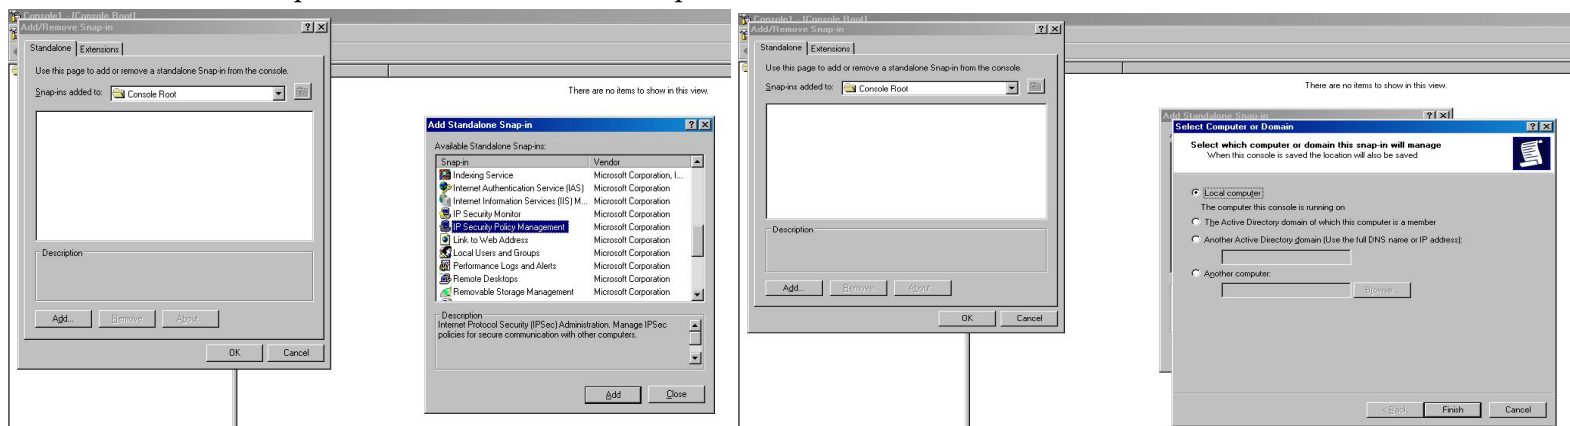 Console1 - [Console Root]
Add/Remove Snap-in
Standalone
Extensions
Use this page to add or remove a standalone Snap-in from the console.
Snap-ins added to:
Console Root
Description
Add...
Remove
About...
OK
Cancel
There are no items to show in this view.
Add Standalone Snap-in
Available Standalone Snap-ins:
Snap-in Vendor
Indexing Service Microsoft Corporation, I...
Internet Authentication Service (IAS) Microsoft Corporation
Internet Information Services (IIS) M... Microsoft Corporation
IP Security Monitor Microsoft Corporation
IP Security Policy Management Microsoft Corporation
Link to Web Address Microsoft Corporation
Local Users and Groups Microsoft Corporation
Performance Logs and Alerts Microsoft Corporation
Remote Desktops Microsoft Corporation
Removable Storage Management Microsoft Corporation
Description
Internet Protocol Security (IPSec) Administration. Manage IPSec
policies for secure communication with other computers.
Add
Close
Console1 - [Console Root]
Add/Remove Snap-in
Standalone
Extensions
Use this page to add or remove a standalone Snap-in from the console.
Snap-ins added to:
Console Root
Description
Add...
Remove
About...
OK
Cancel
There are no items to show in this view.
Add Standalone Snap-in
Select Computer or Domain
Select which computer or domain this snap-in will manage
When this console is saved the location will also be saved
Local computer
The computer this console is running on
The Active Directory domain of which this computer is a member
Another Active Directory domain (Use the full DNS name or IP address):
Another computer:
Browse...
< Back
Finish
Cancel